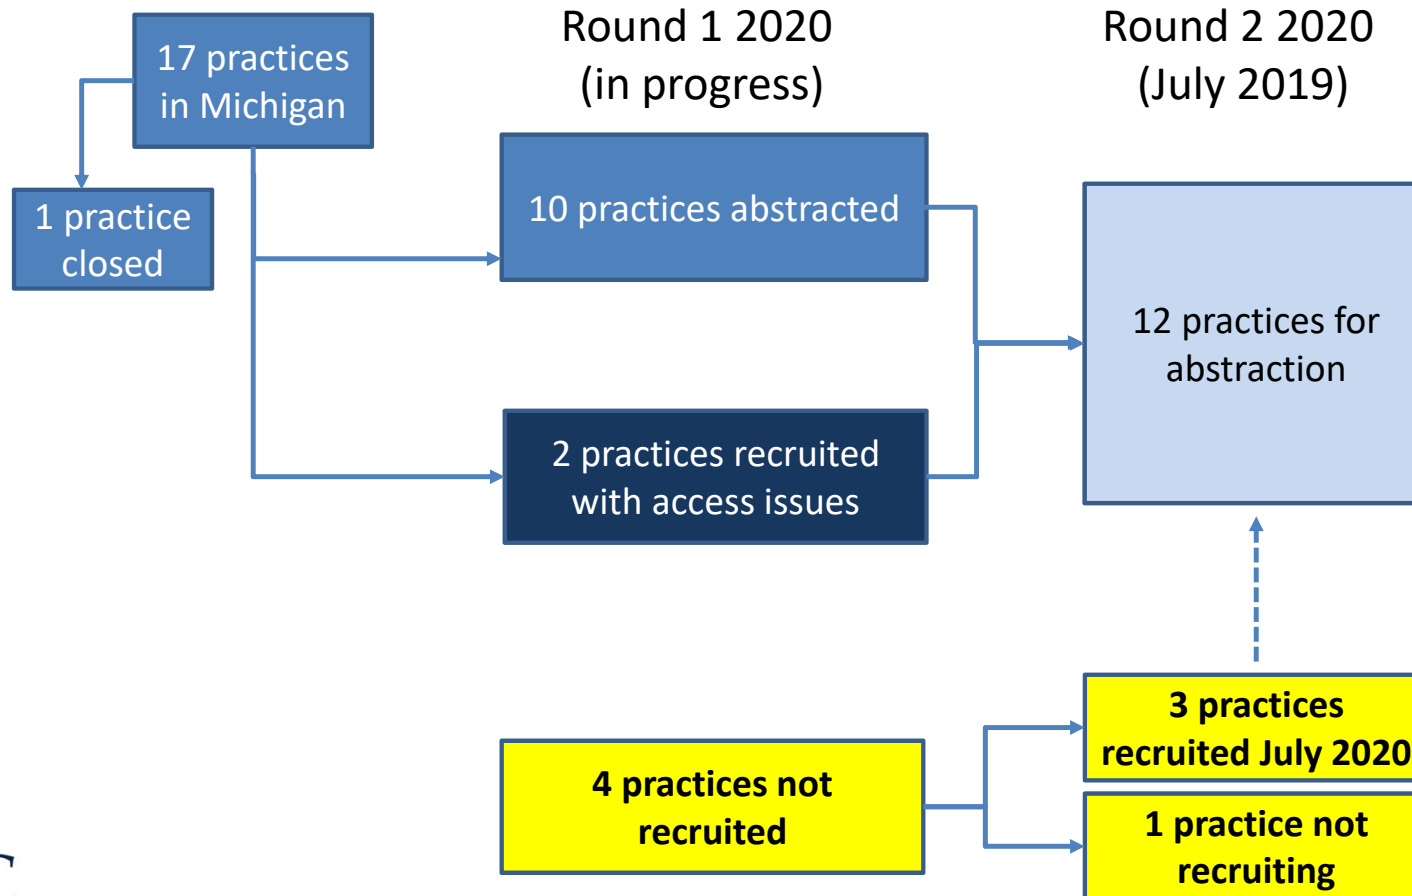 17 practices
in Michigan
1 practice
closed
Round 1 2020
(in progress)
10 practices abstracted
2 practices recruited
with access issues
4 practices not
recruited
Round 2 2020
(July 2019)
12 practices for
abstraction
3 practices
recruited July 2020
1 practice not
recruiting